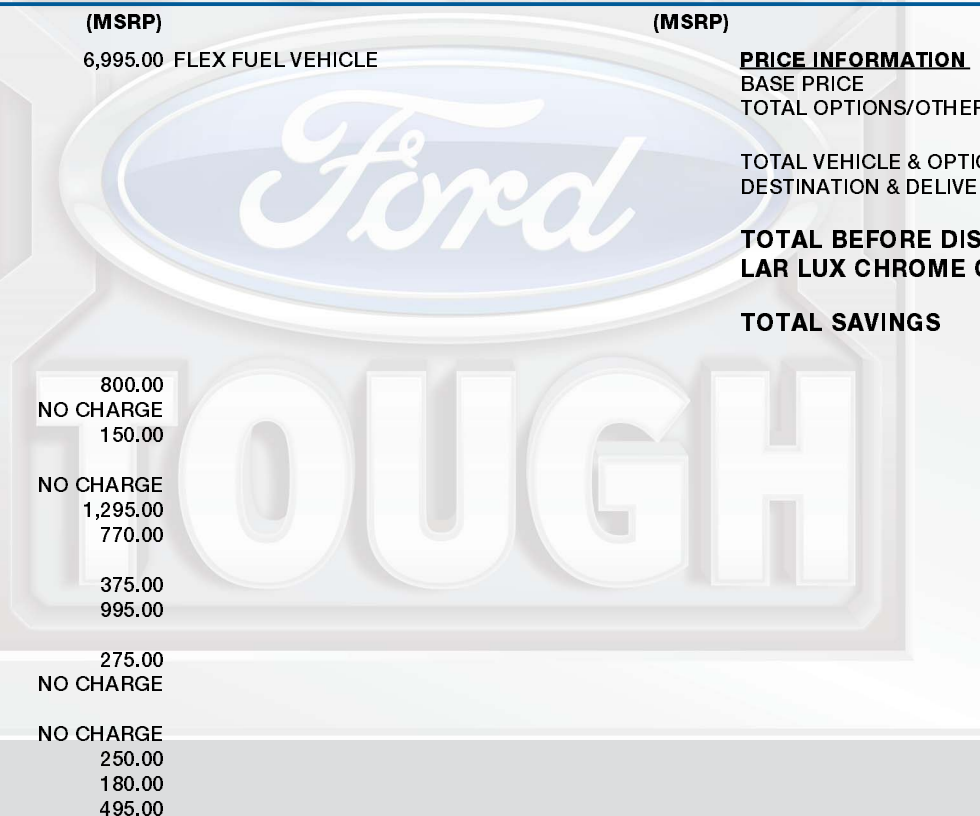 (MSRP) (MSRP)
6,995.00 FLEX FUEL VEHICLE
PRICE INFORMATION
BASE PRICE
TOTAL OPTIONS/OTHER
TOTAL VEHICLE & OPTIO
DESTINATION & DELIVE
TOTAL BEFORE DIS
LAR LUX CHROME C
TOTAL SAVINGS
Ford
TOUGH
800.00
NO CHARGE
150.00
NO CHARGE
1,295.00
770.00
375.00
995.00
275.00
NO CHARGE
NO CHARGE
250.00
180.00
495.00